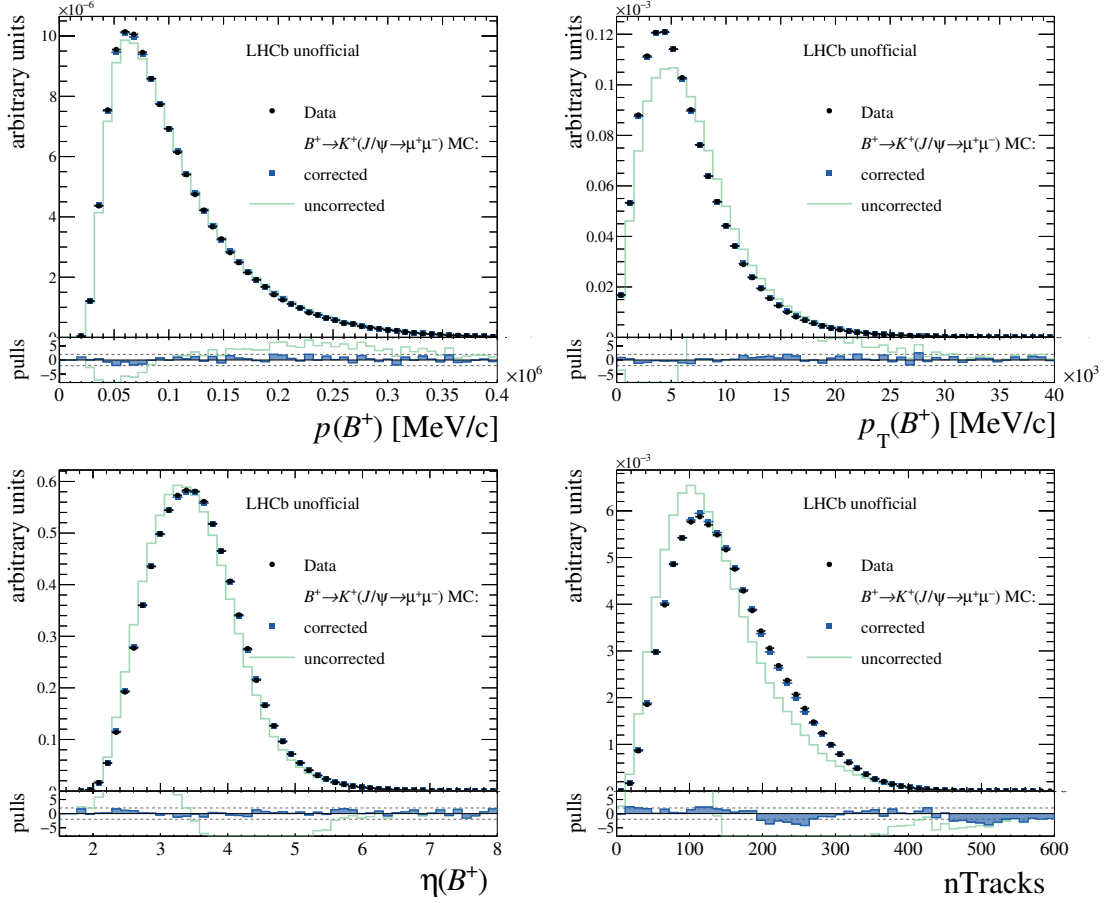 ×10⁻⁶
arbitrary units
10
8
6
4
2
0
LHCb unofficial
Data
B⁺→K⁺(J/ψ→μ⁺μ⁻) MC:
corrected
uncorrected
pulls
5
0
−5
0 0.05 0.1 0.15 0.2 0.25 0.3 0.35 0.4
×10⁶
p(B⁺) [MeV/c]
×10⁻³
arbitrary units
0.12
0.1
0.08
0.06
0.04
0.02
0
LHCb unofficial
Data
B⁺→K⁺(J/ψ→μ⁺μ⁻) MC:
corrected
uncorrected
pulls
5
0
−5
0 5 10 15 20 25 30 35 40
×10³
p_T(B⁺) [MeV/c]
arbitrary units
0.6
0.5
0.4
0.3
0.2
0.1
0
LHCb unofficial
Data
B⁺→K⁺(J/ψ→μ⁺μ⁻) MC:
corrected
uncorrected
pulls
5
0
−5
2 3 4 5 6 7 8
η(B⁺)
×10⁻³
arbitrary units
6
5
4
3
2
1
0
LHCb unofficial
Data
B⁺→K⁺(J/ψ→μ⁺μ⁻) MC:
corrected
uncorrected
pulls
5
0
−5
0 100 200 300 400 500 600
nTracks